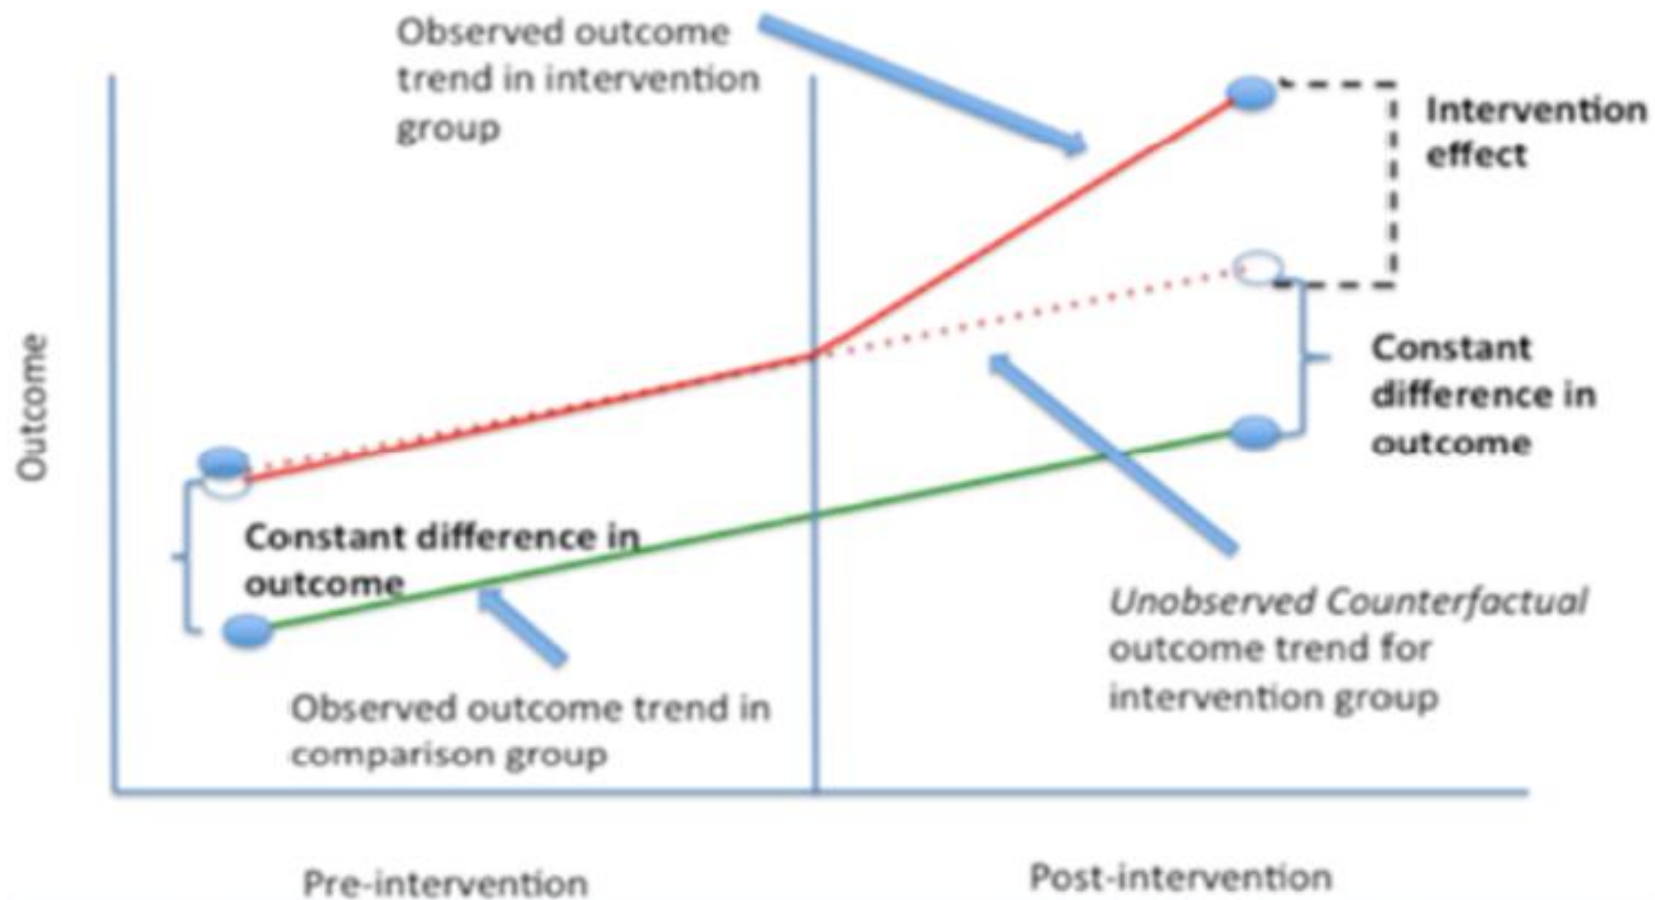 Observed outcome
trend in intervention
group
Intervention
effect
Outcome
Constant
difference in
outcome
Constant difference in
outcome
Unobserved Counterfactual
outcome trend for
intervention group
Observed outcome trend in
comparison group
Pre-intervention
Post-intervention